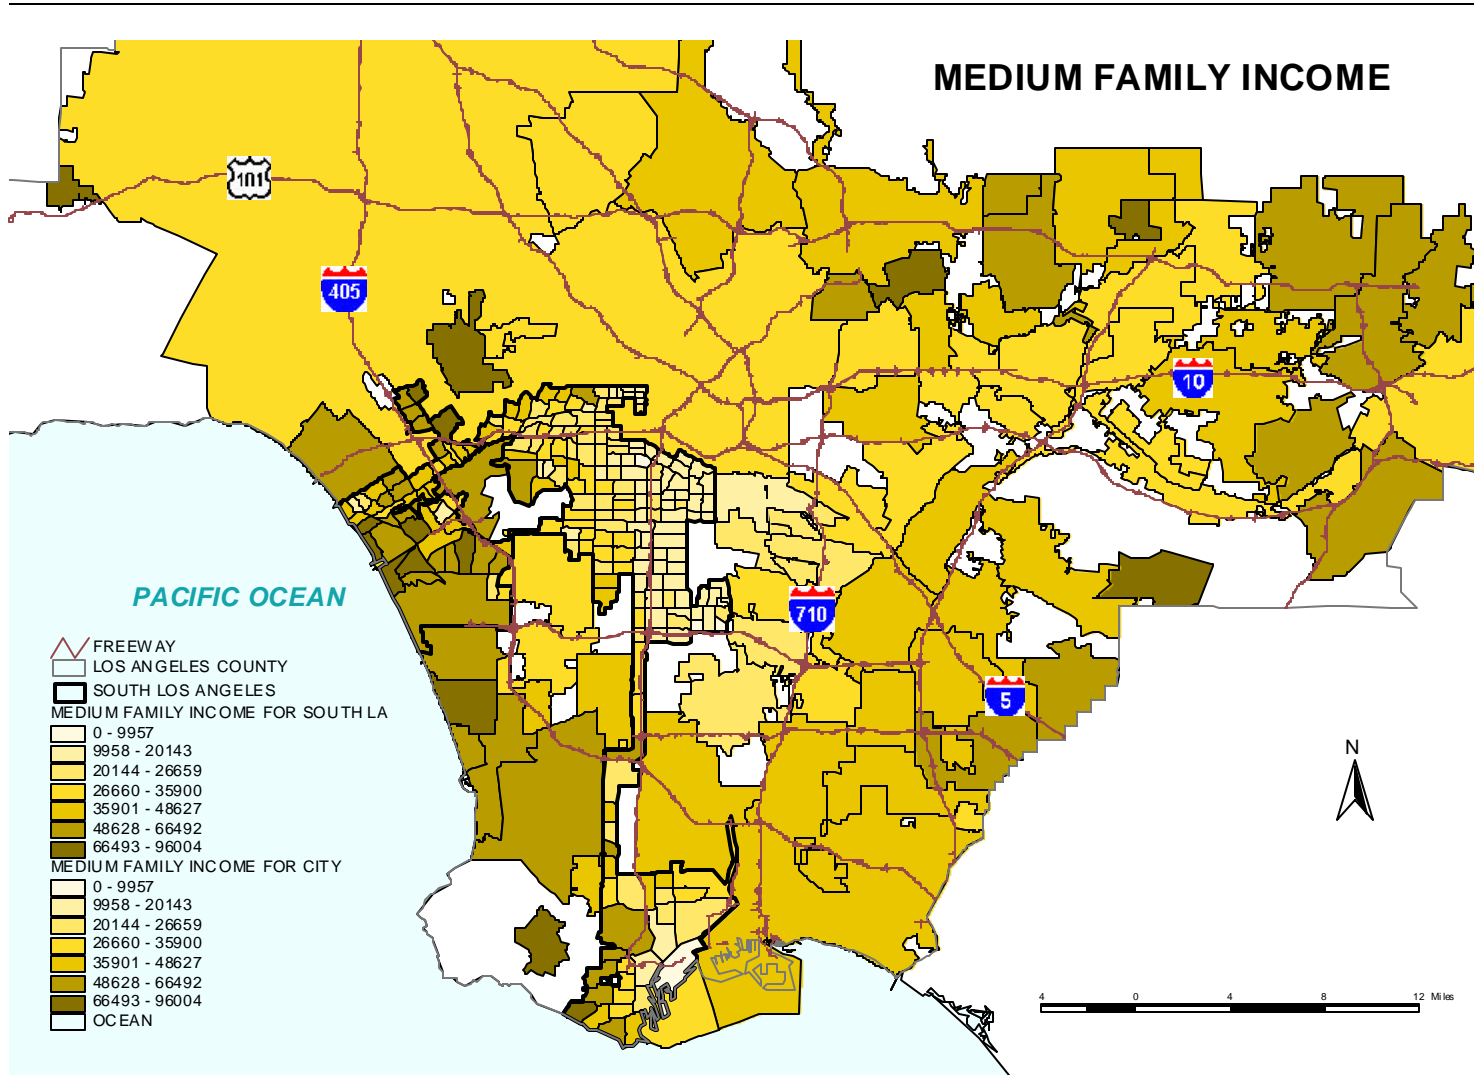 MEDIUM FAMILY INCOME
101
405
10
PACIFIC OCEAN
710
5
FREEWAY
LOS ANGELES COUNTY
SOUTH LOS ANGELES
MEDIUM FAMILY INCOME FOR SOUTH LA
0 - 9957
9958 - 20143
20144 - 26659
26660 - 35900
35901 - 48627
48628 - 66492
66493 - 96004
MEDIUM FAMILY INCOME FOR CITY
0 - 9957
9958 - 20143
20144 - 26659
26660 - 35900
35901 - 48627
48628 - 66492
66493 - 96004
OCEAN
N
4 0 4 8 12 Miles